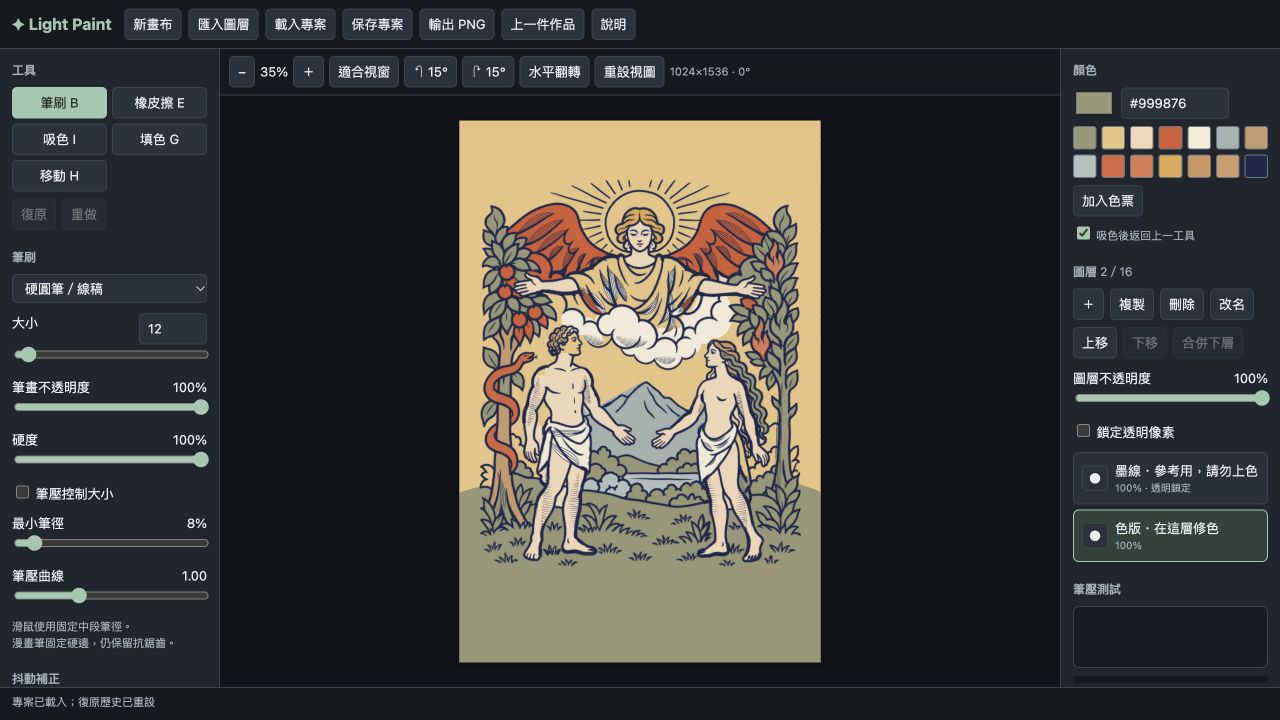 ✦ Light Paint
新畫布
匯入圖層
載入專案
保存專案
輸出 PNG
上一件作品
說明
工具
筆刷 B
橡皮擦 E
吸色 I
填色 G
移動 H
復原
重做
筆刷
硬圓筆 / 線稿
大小
12
筆畫不透明度
100%
硬度
100%
筆壓控制大小
最小筆徑
8%
筆壓曲線
1.00
滑鼠使用固定中段筆徑。
漫畫筆固定硬邊，仍保留抗鋸齒。
抖動補正
−
35%
+
適合視窗
↶ 15°
↷ 15°
水平翻轉
重設視圖
1024×1536 · 0°
顏色
#999876
加入色票
吸色後返回上一工具
圖層 2 / 16
+
複製
刪除
改名
上移
下移
合併下層
圖層不透明度
100%
鎖定透明像素
墨線・參考用，請勿上色
100% · 透明鎖定
色版・在這層修色
100%
筆壓測試
專案已載入；復原歷史已重設